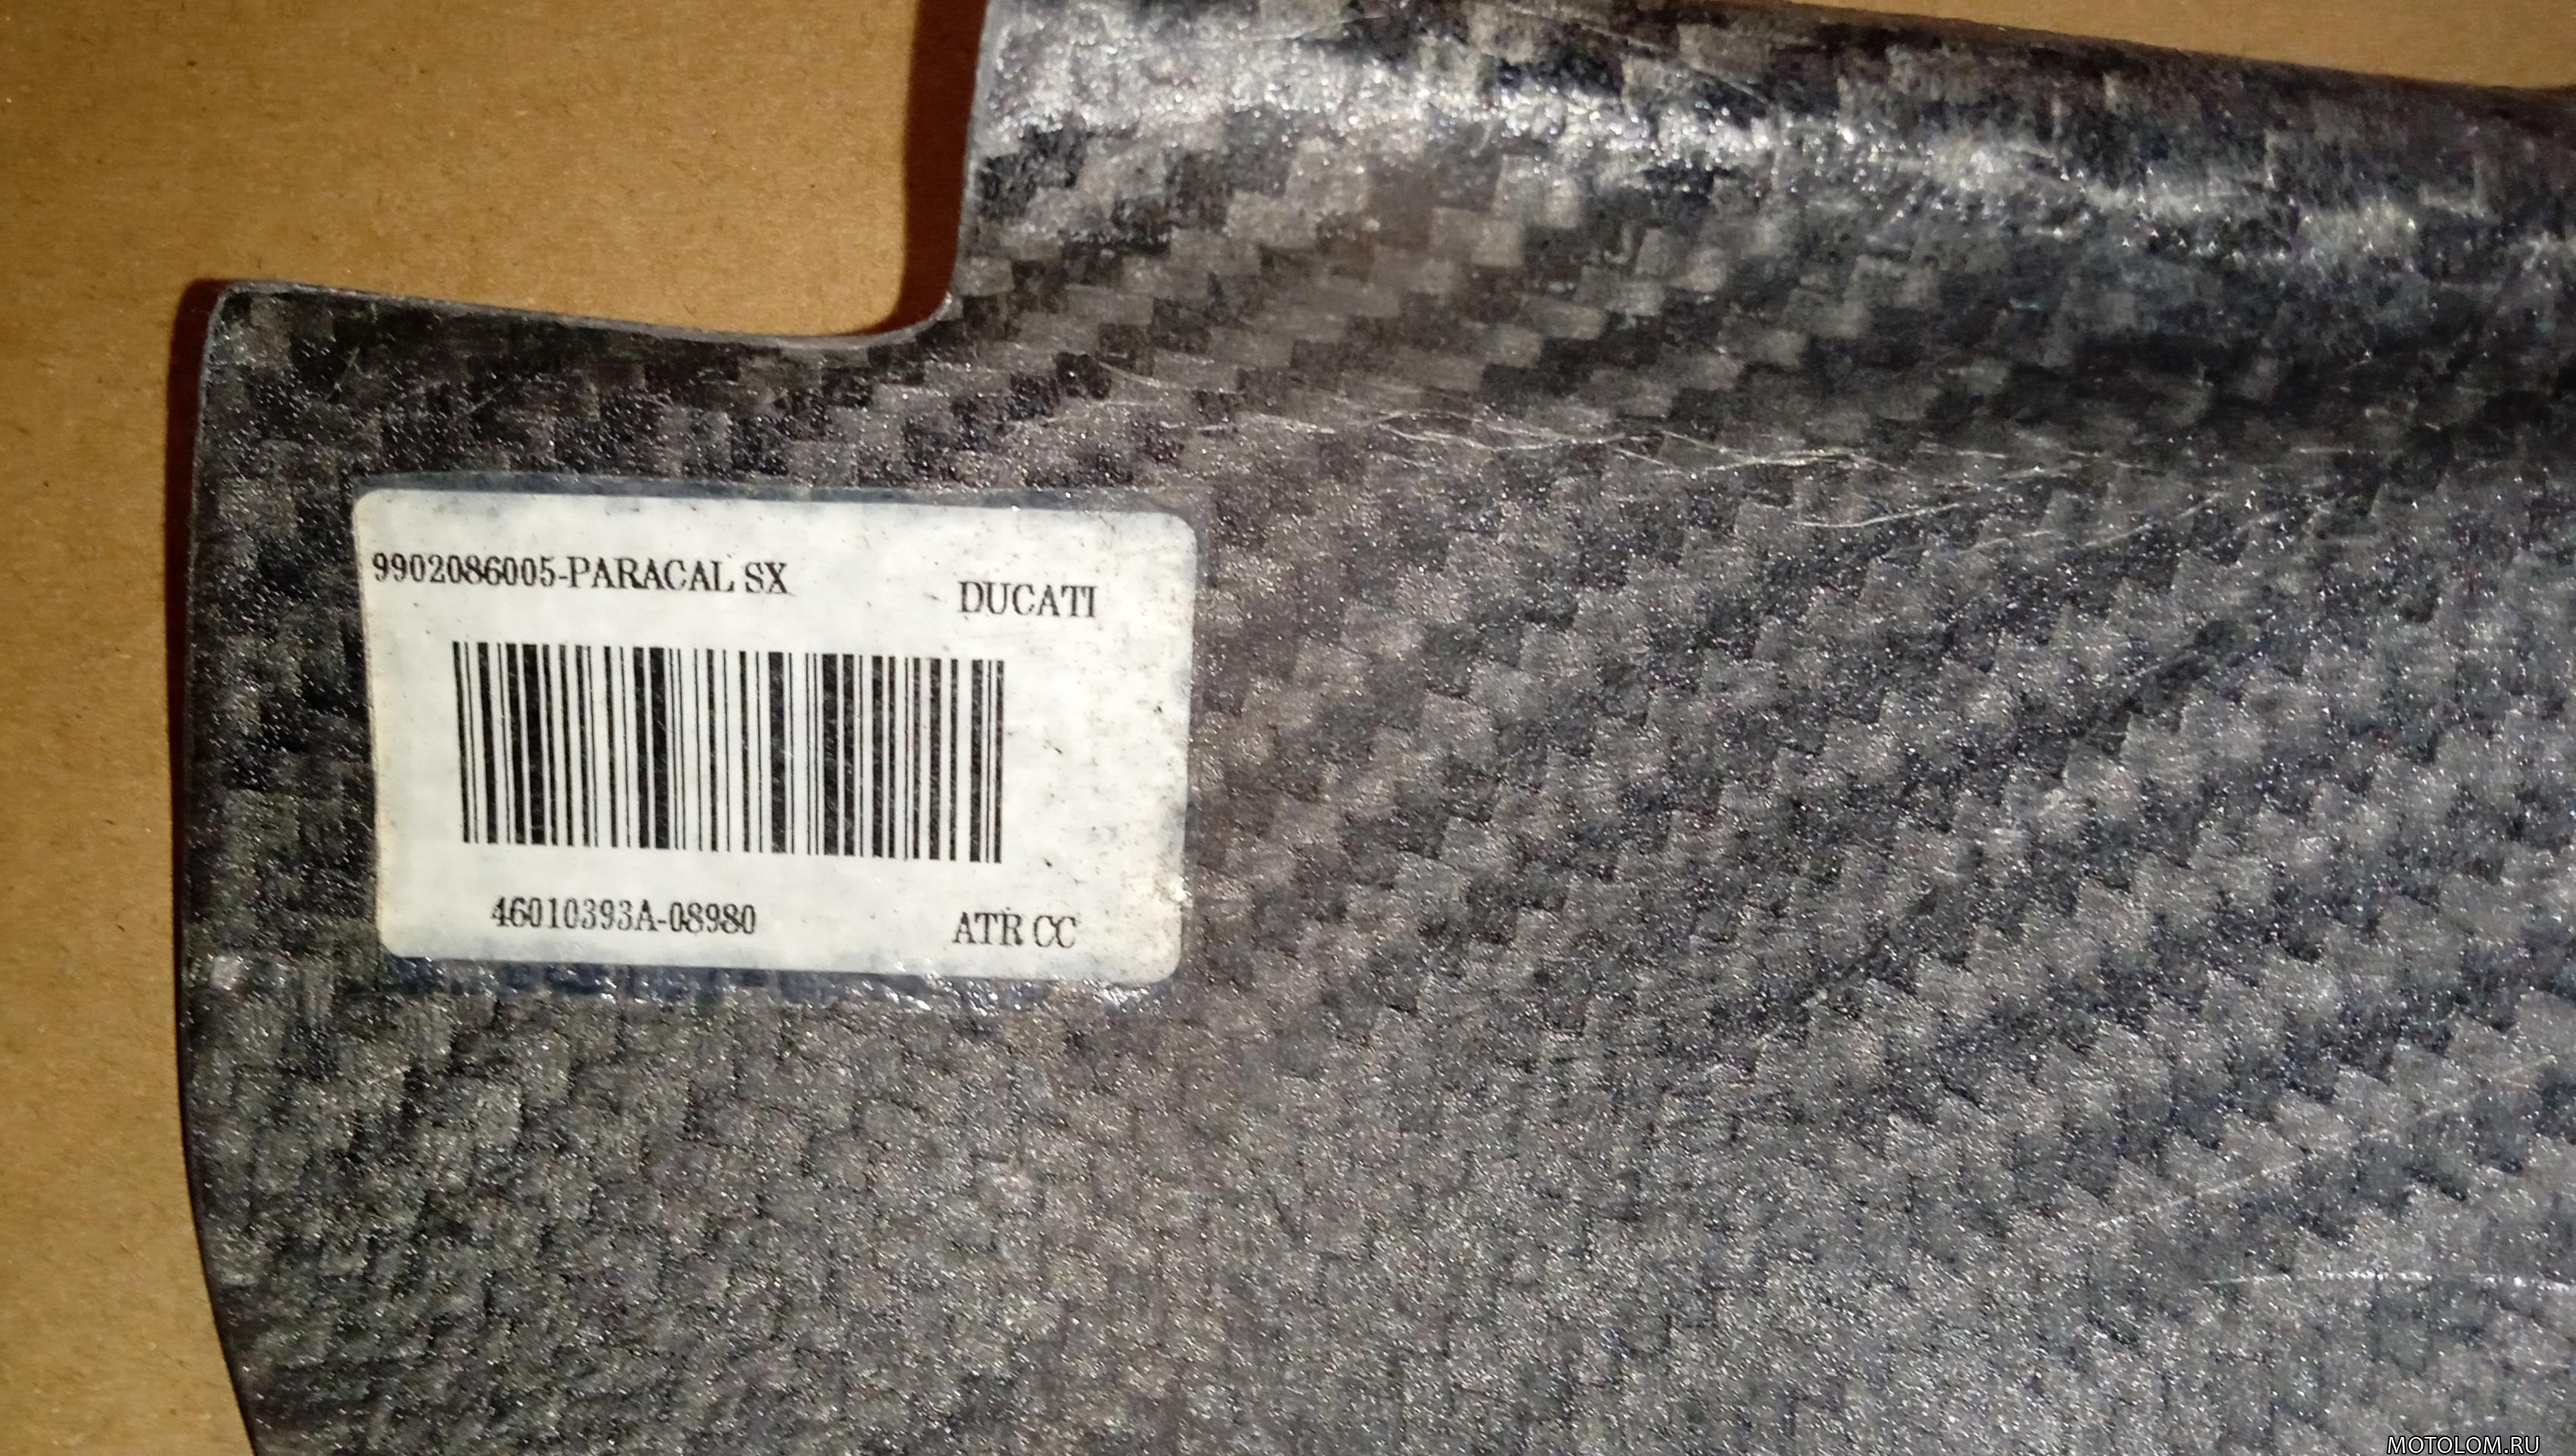 9902086005-PARACAL SX
DUCATI
46010393A-08980
ATR CC
MOTOLOM.RU